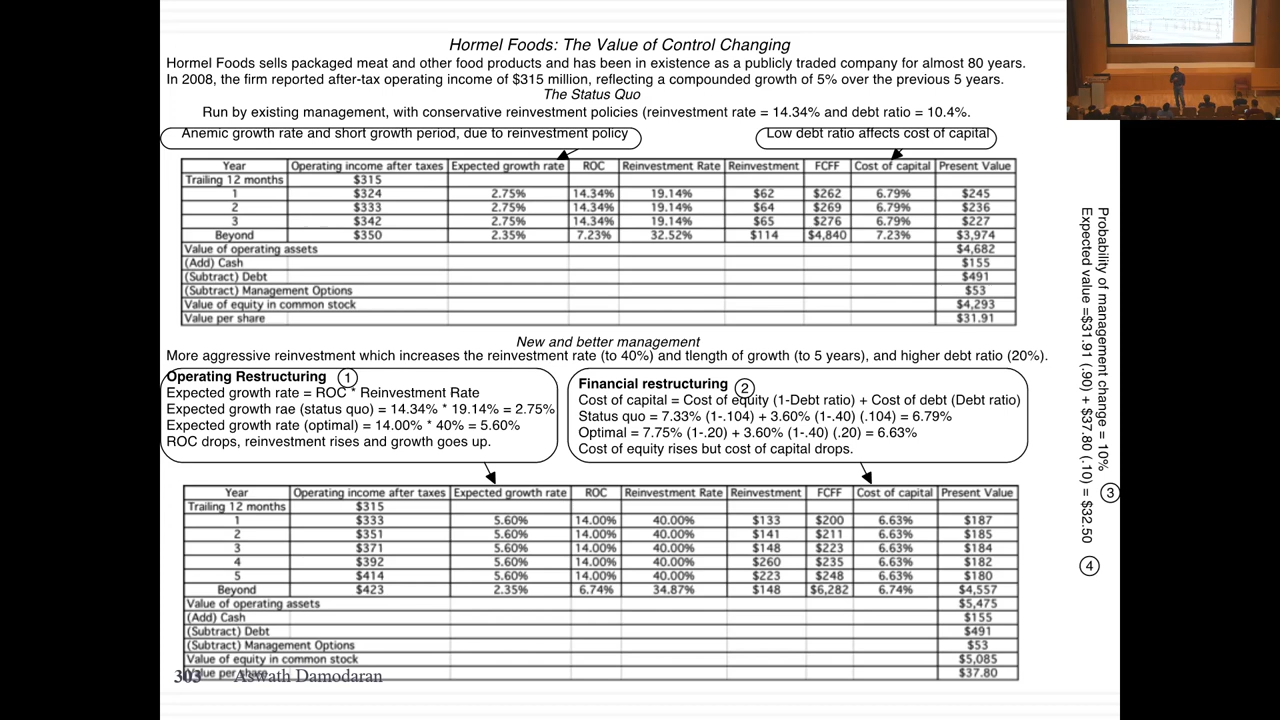 Hormel Foods: The Value of Control Changing
Hormel Foods sells packaged meat and other food products and has been in existence as a publicly traded company for almost 80 years.
In 2008, the firm reported after-tax operating income of $315 million, reflecting a compounded growth of 5% over the previous 5 years.
The Status Quo
Run by existing management, with conservative reinvestment policies (reinvestment rate = 14.34% and debt ratio = 10.4%.
Anemic growth rate and short growth period, due to reinvestment policy
Low debt ratio affects cost of capital
Year Operating income after taxes Expected growth rate ROC Reinvestment Rate Reinvestment FCFF Cost of capital Present Value
Trailing 12 months $315
1 $324 2.75% 14.34% 19.14% $62 $262 6.79% $245
2 $333 2.75% 14.34% 19.14% $64 $269 6.79% $236
3 $342 2.75% 14.34% 19.14% $65 $276 6.79% $227
Beyond $350 2.35% 7.23% 32.52% $114 $4,840 7.23% $3,974
Value of operating assets $4,682
(Add) Cash $155
(Subtract) Debt $491
(Subtract) Management Options $53
Value of equity in common stock $4,293
Value per share $31.91
New and better management
More aggressive reinvestment which increases the reinvestment rate (to 40%) and tlength of growth (to 5 years), and higher debt ratio (20%).
Operating Restructuring 1
Expected growth rate = ROC * Reinvestment Rate
Expected growth rae (status quo) = 14.34% * 19.14% = 2.75%
Expected growth rate (optimal) = 14.00% * 40% = 5.60%
ROC drops, reinvestment rises and growth goes up.
Financial restructuring 2
Cost of capital = Cost of equity (1-Debt ratio) + Cost of debt (Debt ratio)
Status quo = 7.33% (1-.104) + 3.60% (1-.40) (.104) = 6.79%
Optimal = 7.75% (1-.20) + 3.60% (1-.40) (.20) = 6.63%
Cost of equity rises but cost of capital drops.
Year Operating income after taxes Expected growth rate ROC Reinvestment Rate Reinvestment FCFF Cost of capital Present Value
Trailing 12 months $315
1 $333 5.60% 14.00% 40.00% $133 $200 6.63% $187
2 $351 5.60% 14.00% 40.00% $141 $211 6.63% $185
3 $371 5.60% 14.00% 40.00% $148 $223 6.63% $184
4 $392 5.60% 14.00% 40.00% $260 $235 6.63% $182
5 $414 5.60% 14.00% 40.00% $223 $248 6.63% $180
Beyond $423 2.35% 6.74% 34.87% $148 $6,282 6.74% $4,557
Value of operating assets $5,475
(Add) Cash $155
(Subtract) Debt $491
(Subtract) Management Options $53
Value of equity in common stock $5,085
Value per share $37.80
303 Aswath Damodaran
Probability of management change = 10% 3
Expected value =$31.91 (.90) + $37.80 (.10) = $32.50 4